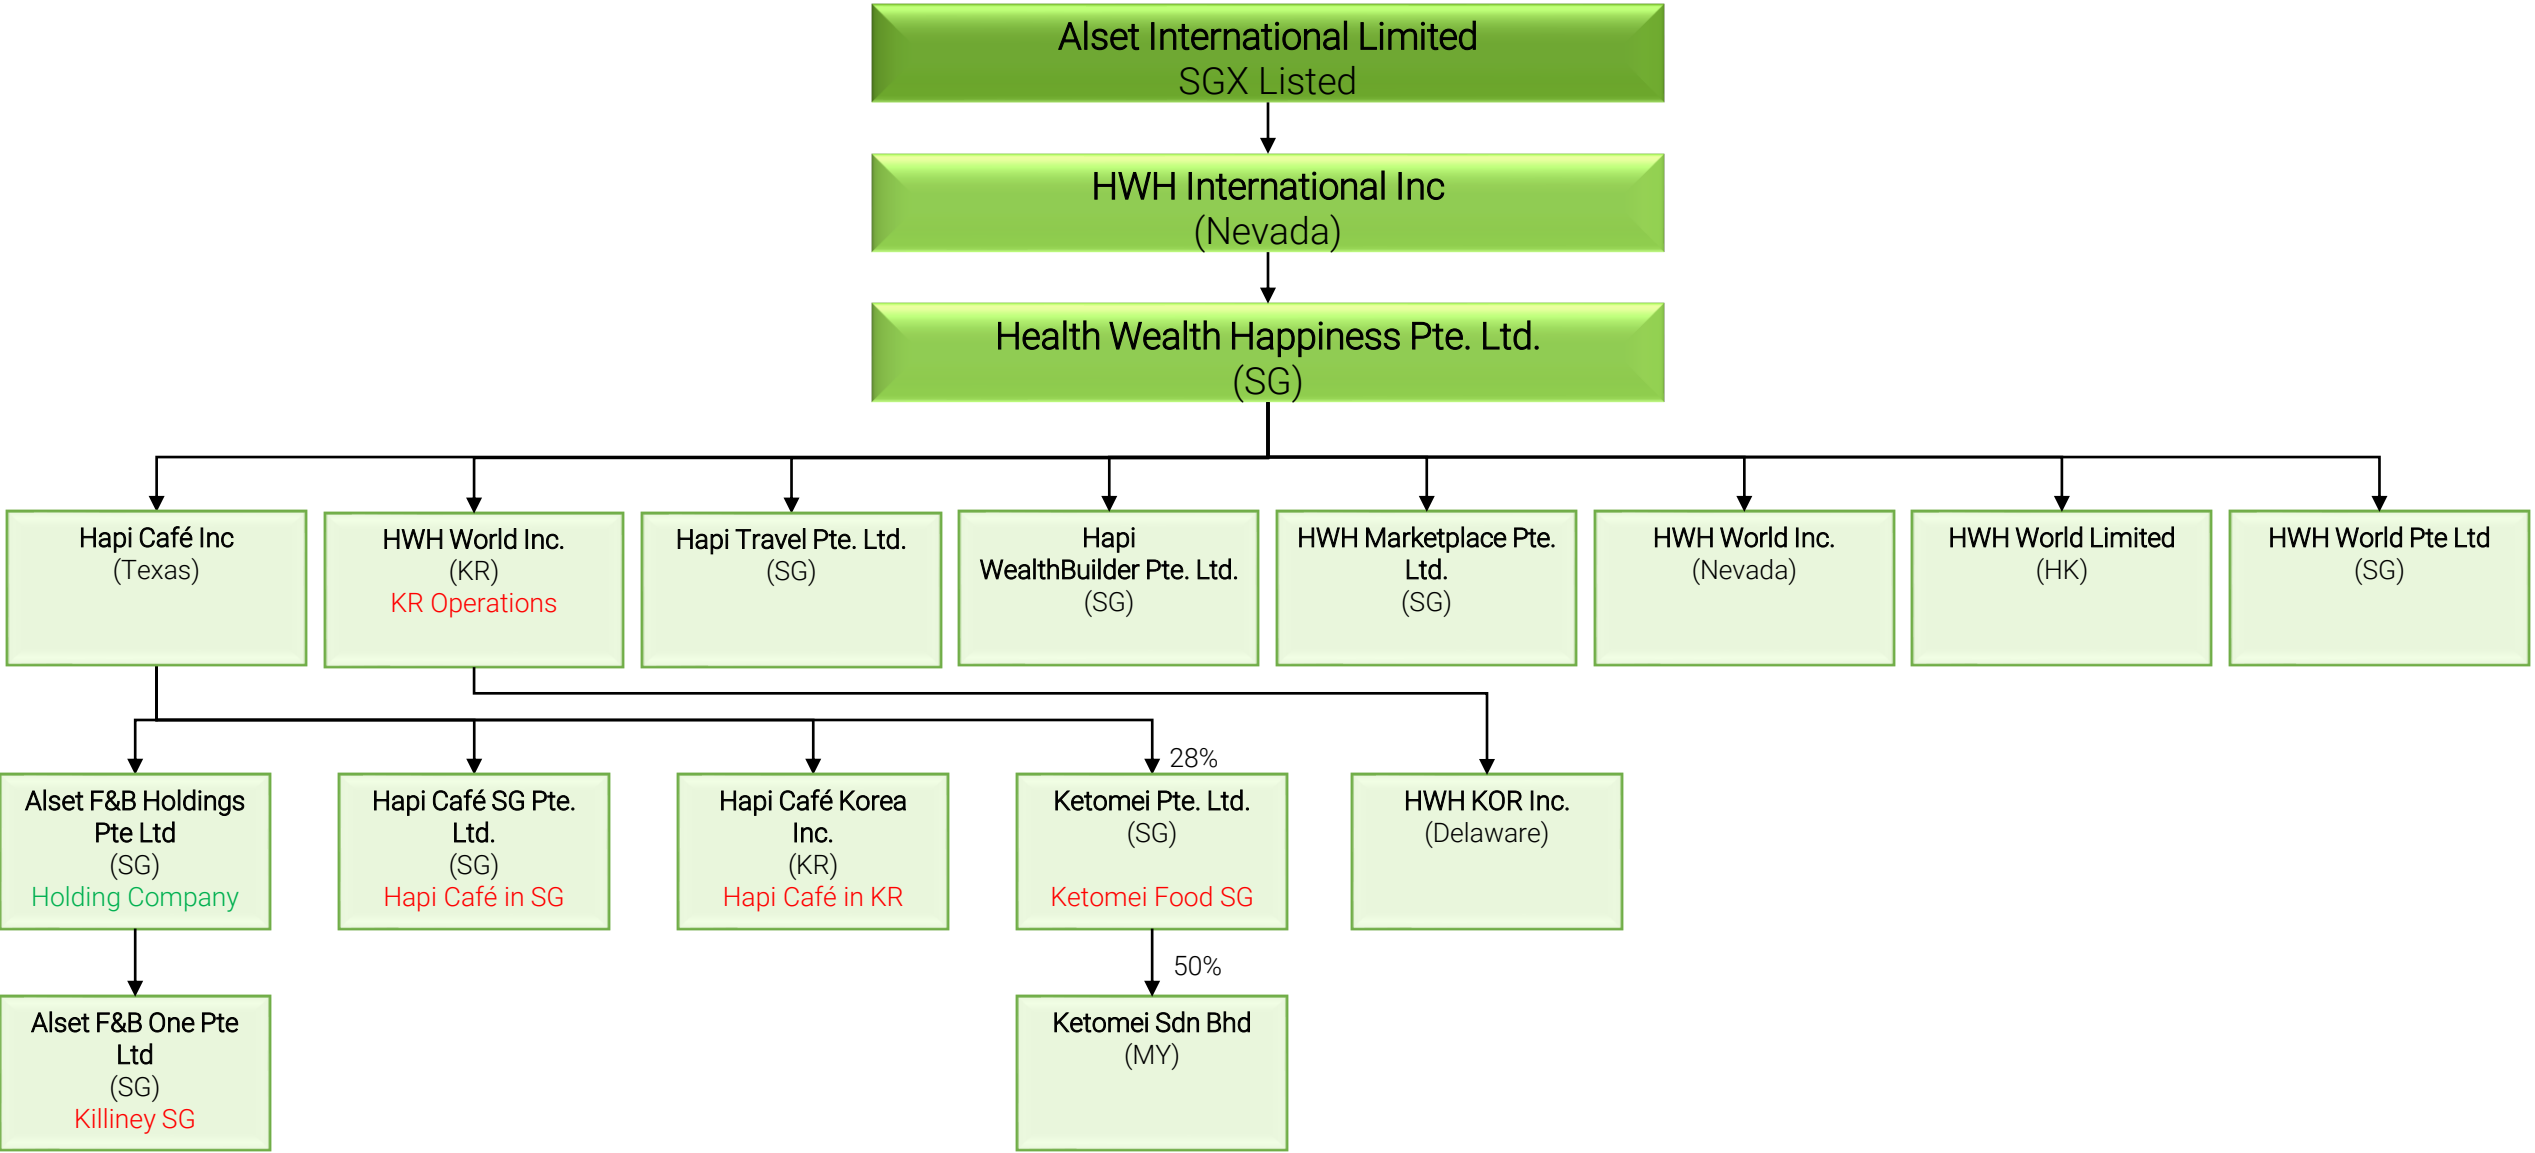 Alset International Limited
SGX Listed
HWH International Inc
(Nevada)
Health Wealth Happiness Pte. Ltd.
(SG)
Hapi Café Inc
(Texas)
HWH World Inc.
(KR)
KR Operations
Hapi Travel Pte. Ltd.
(SG)
Hapi
WealthBuilder Pte. Ltd.
(SG)
HWH Marketplace Pte.
Ltd.
(SG)
HWH World Inc.
(Nevada)
HWH World Limited
(HK)
HWH World Pte Ltd
(SG)
28%
Alset F&B Holdings
Pte Ltd
(SG)
Holding Company
Hapi Café SG Pte.
Ltd.
(SG)
Hapi Café in SG
Hapi Café Korea
Inc.
(KR)
Hapi Café in KR
Ketomei Pte. Ltd.
(SG)
Ketomei Food SG
HWH KOR Inc.
(Delaware)
50%
Alset F&B One Pte
Ltd
(SG)
Killiney SG
Ketomei Sdn Bhd
(MY)